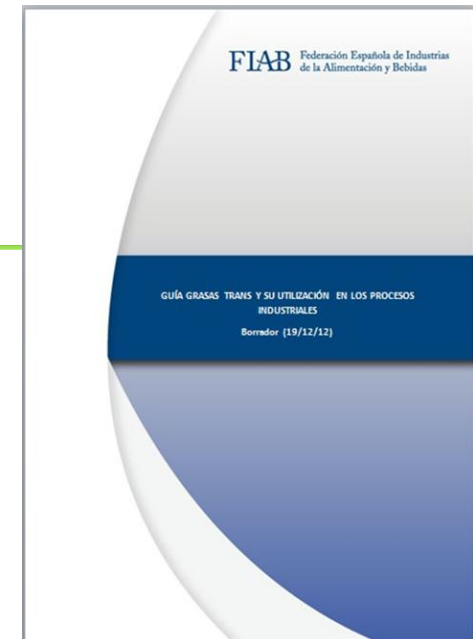 FIAB Federación Española de Industrias
de la Alimentación y Bebidas
GUÍA GRASAS TRANS Y SU UTILIZACIÓN EN LOS PROCESOS
INDUSTRIALES
Borrador (19/12/12)